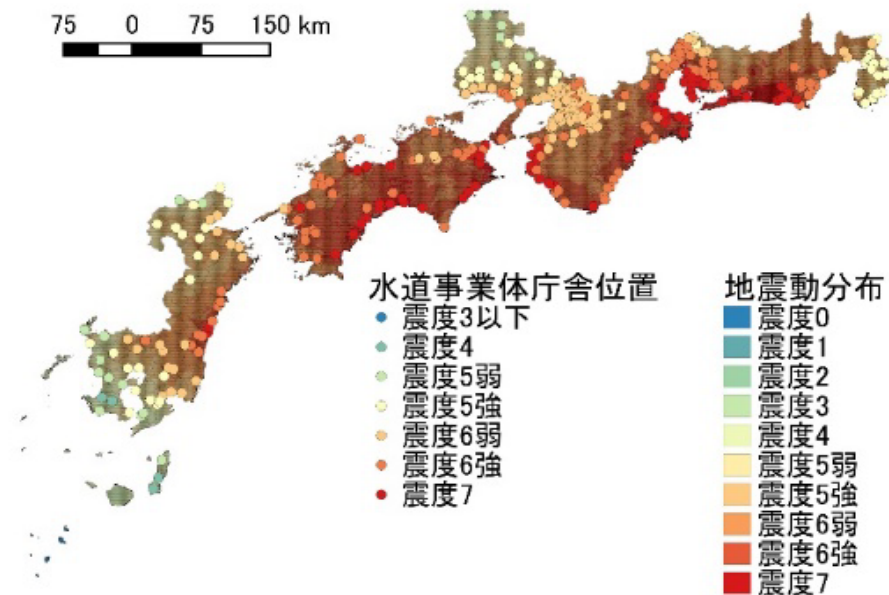 75 0 75 150 km
水道事業体庁舎位置
震度3以下
震度4
震度5弱
震度5強
震度6弱
震度6強
震度7
地震動分布
震度0
震度1
震度2
震度3
震度4
震度5弱
震度5強
震度6弱
震度6強
震度7